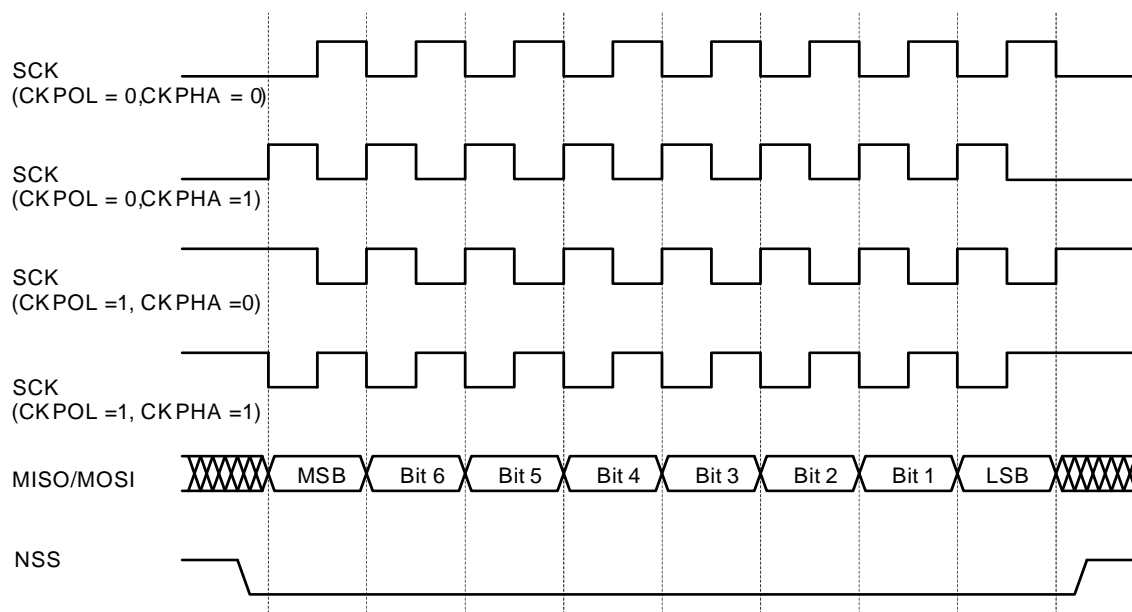 SCK
(CKPOL = 0,CKPHA = 0)
SCK
(CKPOL = 0,CKPHA =1)
SCK
(CKPOL =1, CKPHA =0)
SCK
(CKPOL =1, CKPHA =1)
MISO/MOSI MSB Bit 6 Bit 5 Bit 4 Bit 3 Bit 2 Bit 1 LSB
NSS